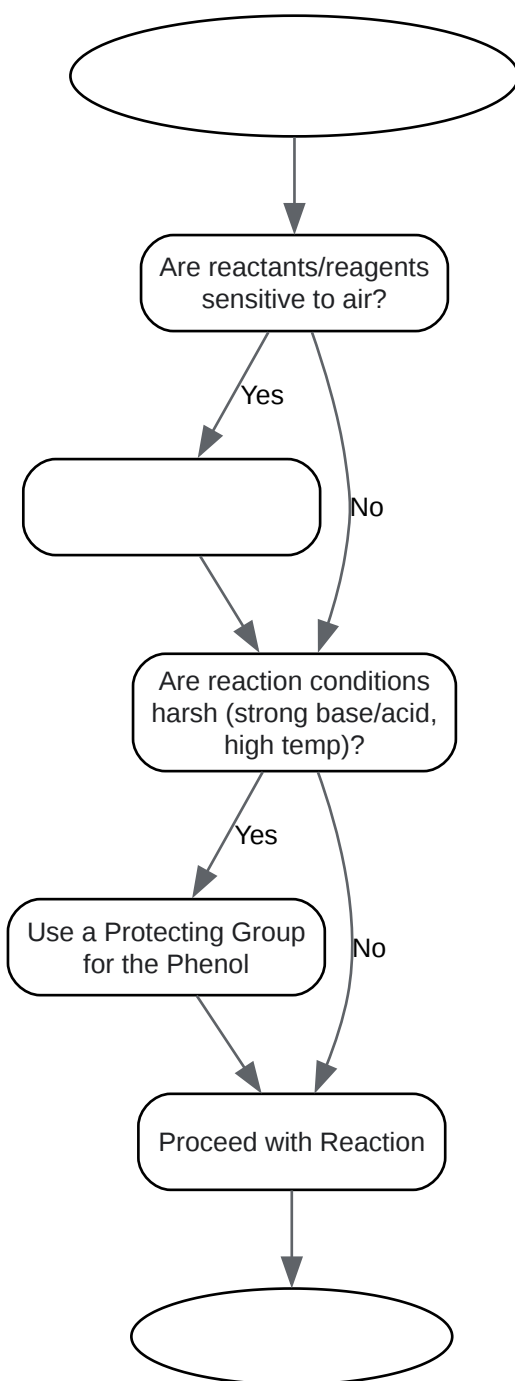 Are reactants/reagents
sensitive to air?
Yes
No
Are reaction conditions
harsh (strong base/acid,
high temp)?
Yes
Use a Protecting Group
for the Phenol
No
Proceed with Reaction